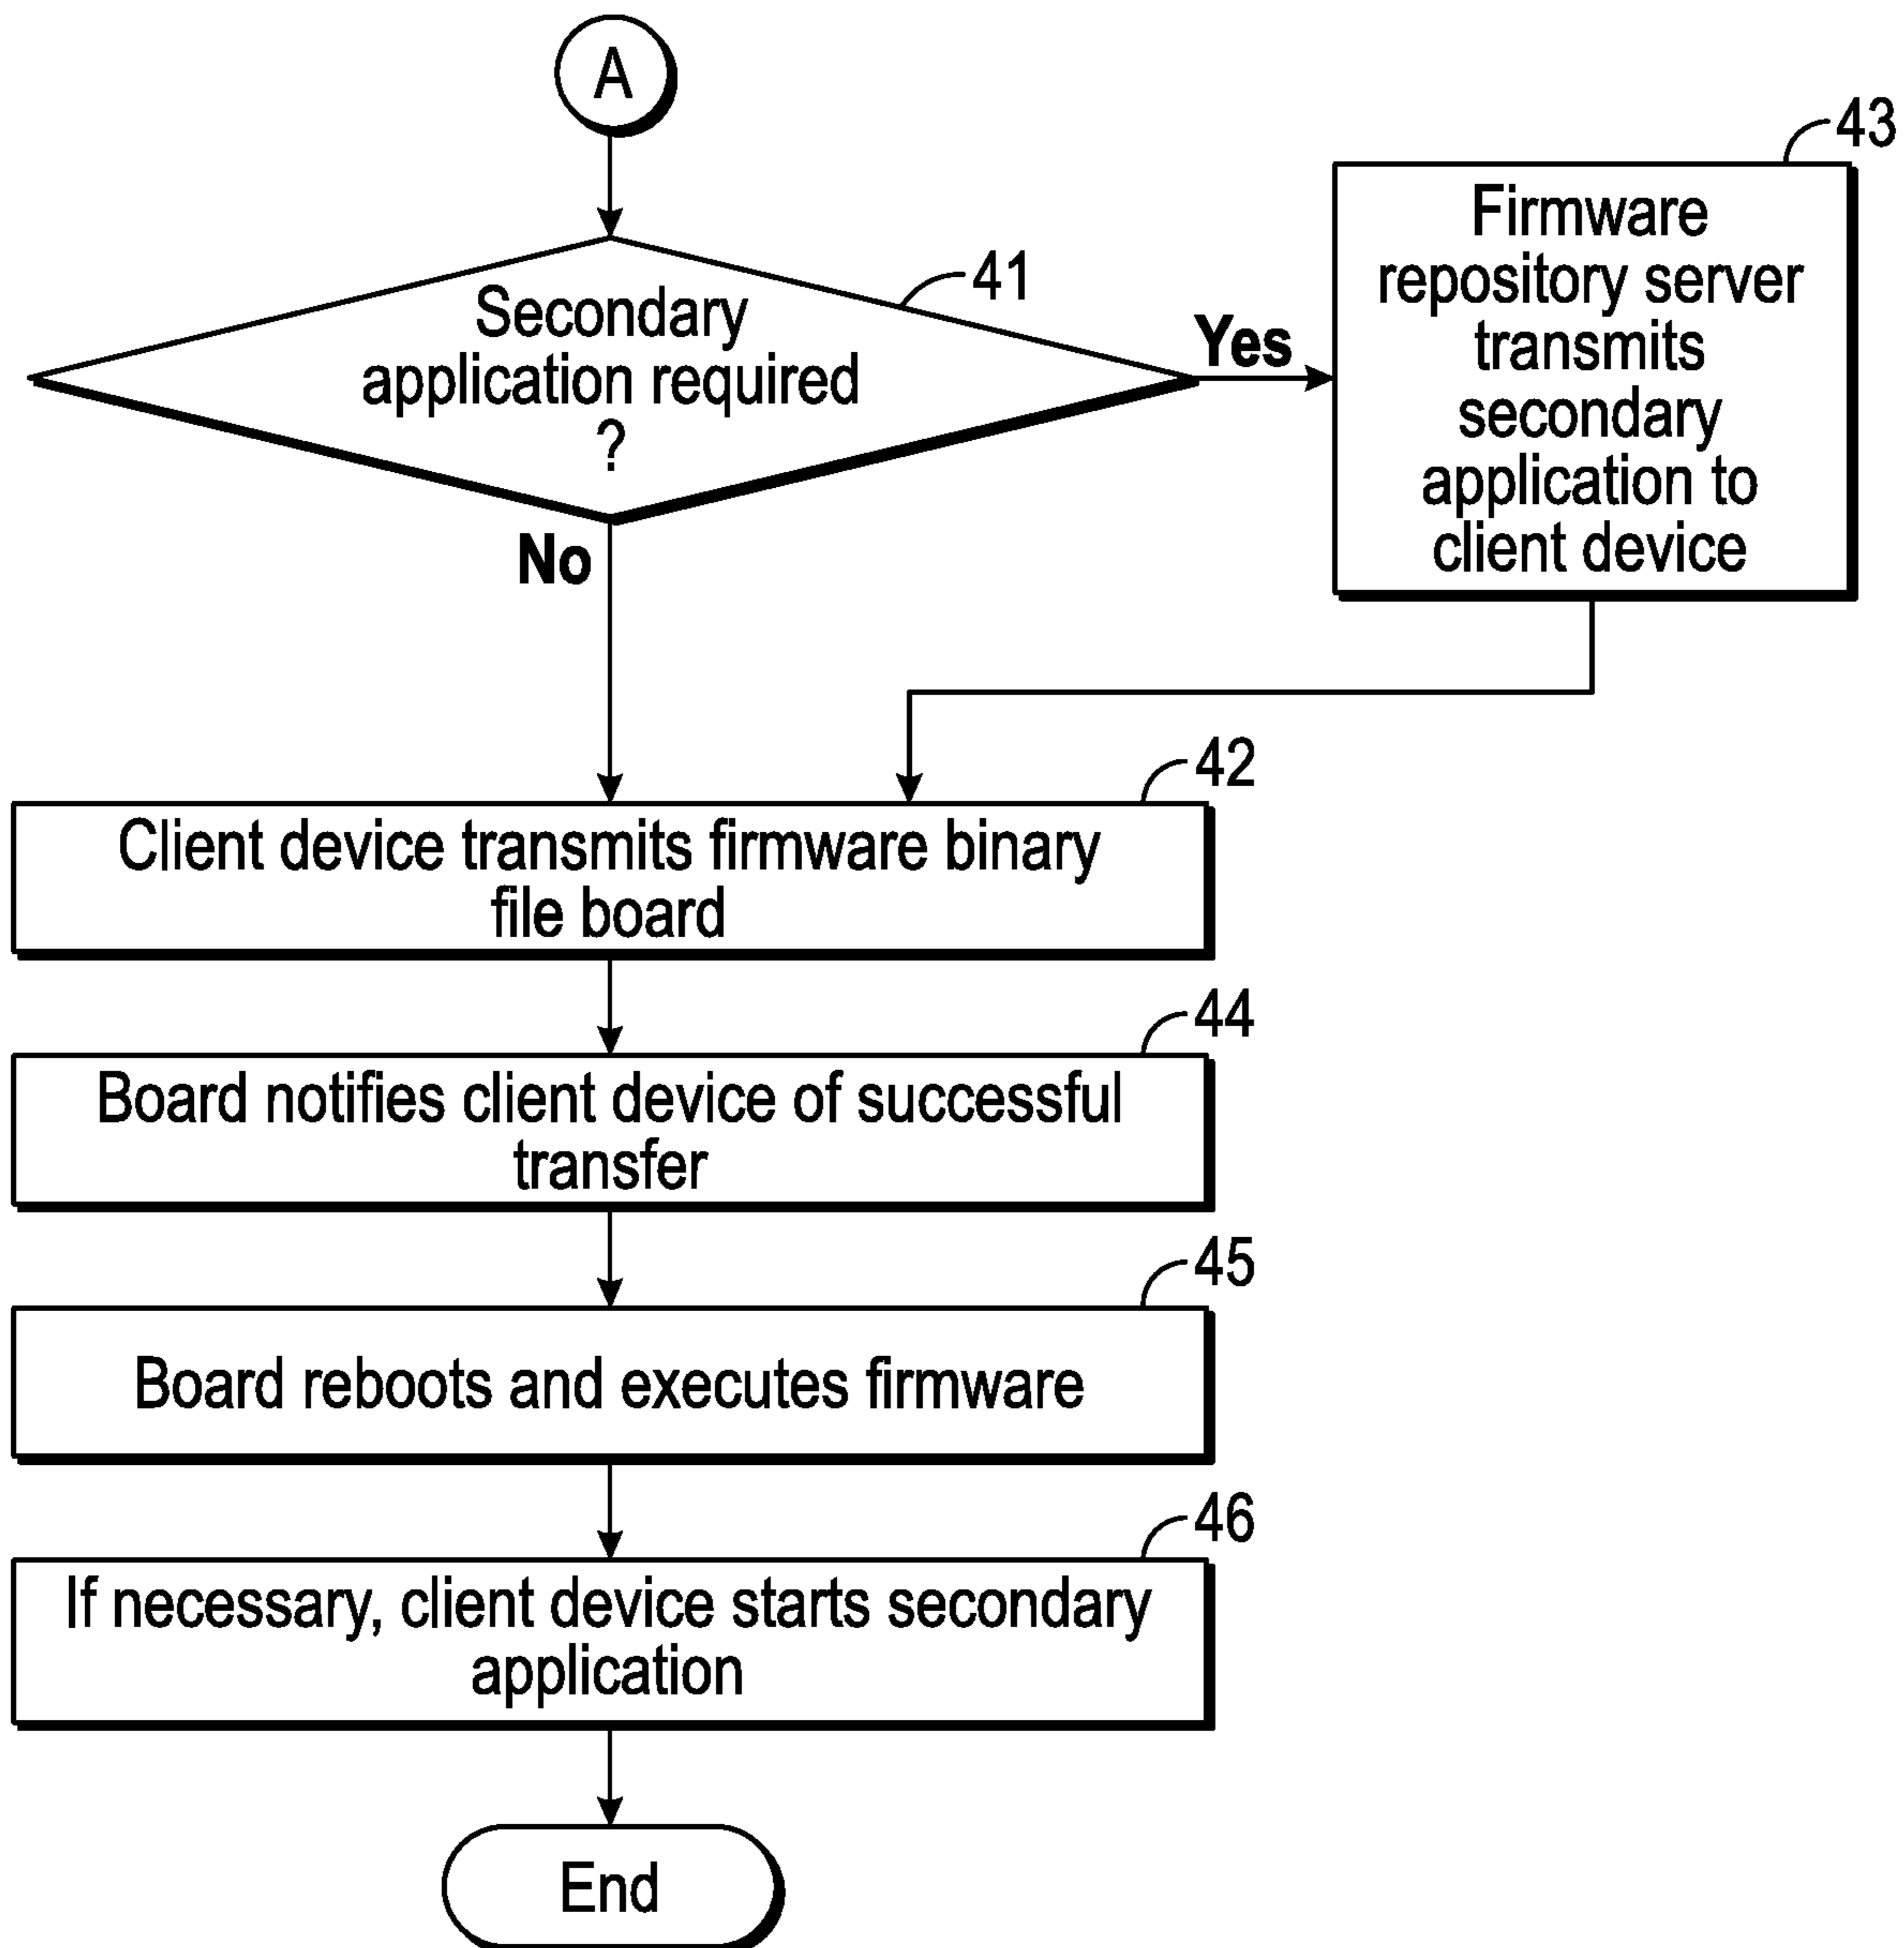 A
41
Secondary
application required
?
Yes
No
43
Firmware
repository server
transmits
secondary
application to
client device
42
Client device transmits firmware binary
file board
44
Board notifies client device of successful
transfer
45
Board reboots and executes firmware
46
If necessary, client device starts secondary
application
End